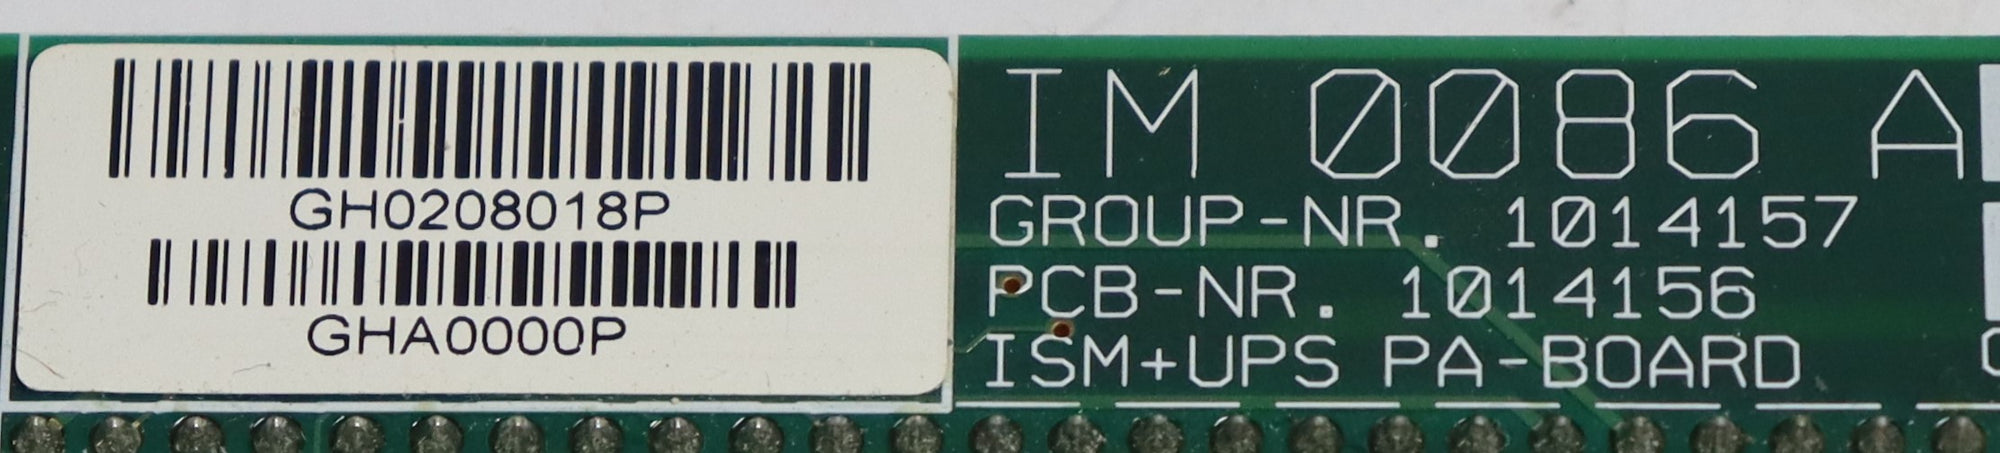 GH0208018P
GHA0000P
IM 0086 A
GROUP-NR. 1014157
PCB-NR. 1014156
ISM+UPS PA-BOARD